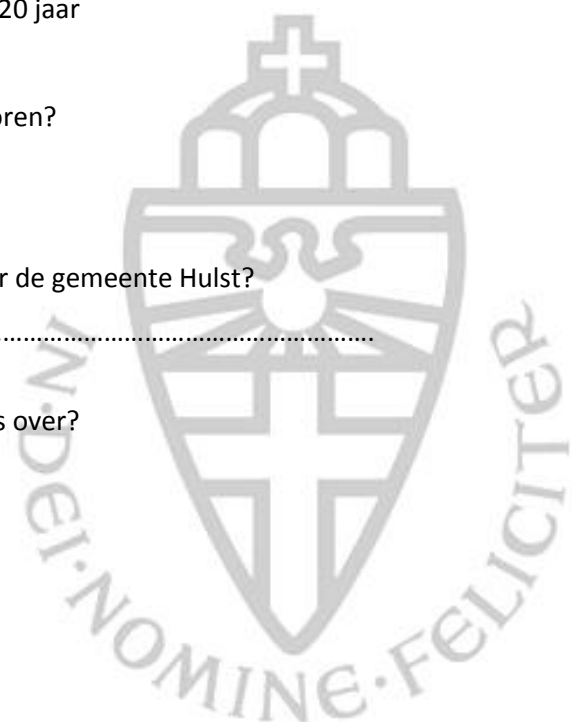 20 jaar
oren?
r de gemeente Hulst?
……………………………………………………….
s over?
IN·DEI·NOMINE·FELICITER